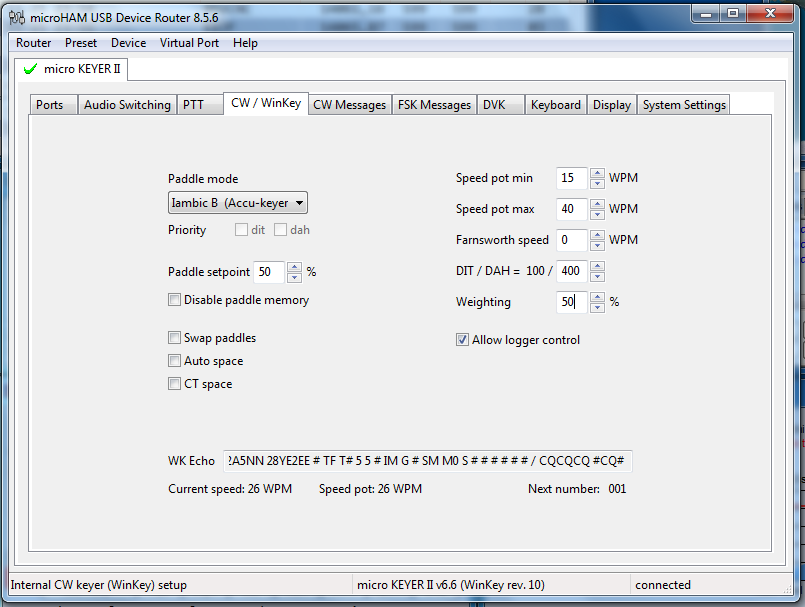 microHAM USB Device Router 8.5.6
Router Preset Device Virtual Port Help
micro KEYER II
Ports Audio Switching PTT CW / WinKey CW Messages FSK Messages DVK Keyboard Display System Settings
Paddle mode
Iambic B (Accu-keyer
Priority dit dah
Paddle setpoint 50 %
Disable paddle memory
Swap paddles
Auto space
CT space
Speed pot min 15 WPM
Speed pot max 40 WPM
Farnsworth speed 0 WPM
DIT / DAH = 100 / 400
Weighting 50 %
Allow logger control
WK Echo ?A5NN 28YE2EE # TF T# 5 5 # IM G # SM M0 S # # # # # # / CQCQCQ #CQ#
Current speed: 26 WPM Speed pot: 26 WPM Next number: 001
Internal CW keyer (WinKey) setup micro KEYER II v6.6 (WinKey rev. 10) connected